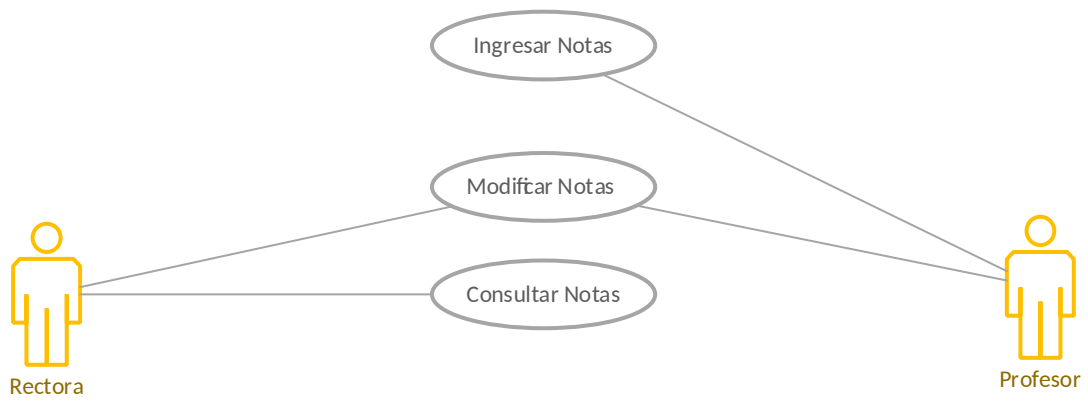 Ingresar Notas
Modificar Notas
Consultar Notas
Rectora
Profesor